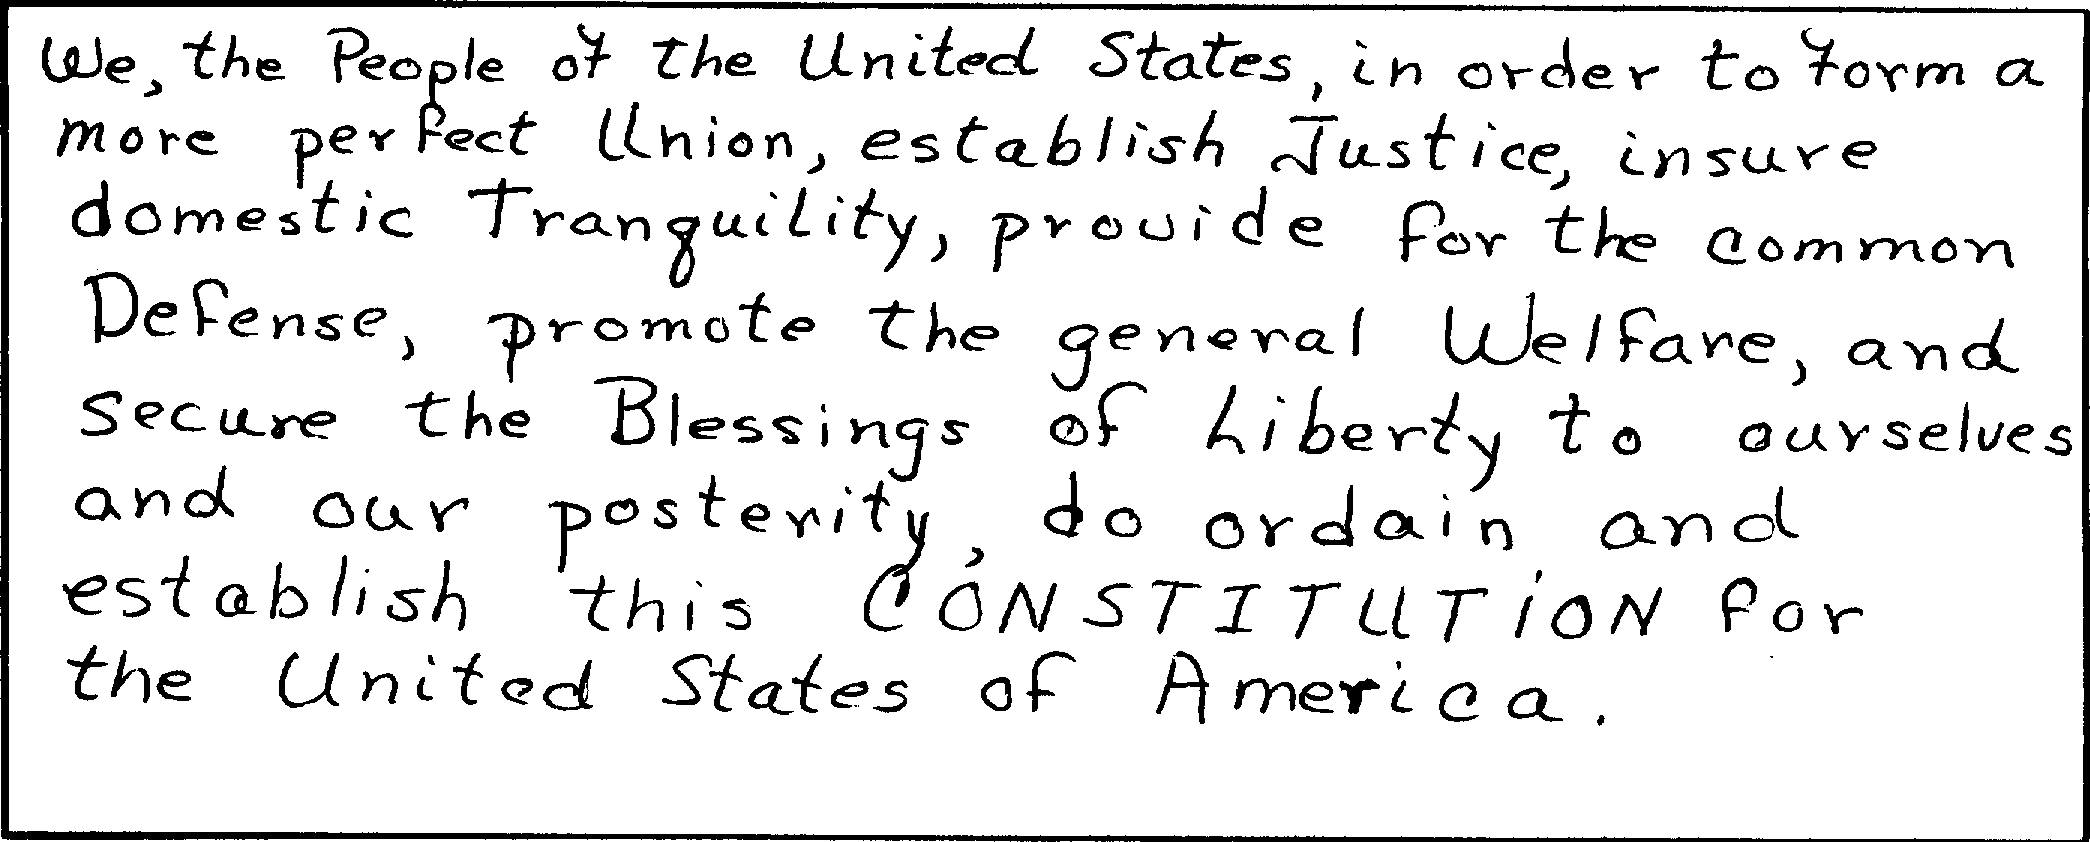 We, the People of the United States, in order to form a
more perfect Union, establish Justice, insure
domestic Tranquility, provide for the common
Defense, promote the general Welfare, and
secure the Blessings of Liberty to ourselves
and our posterity, do ordain and
establish this CONSTITUTION for
the United States of America.